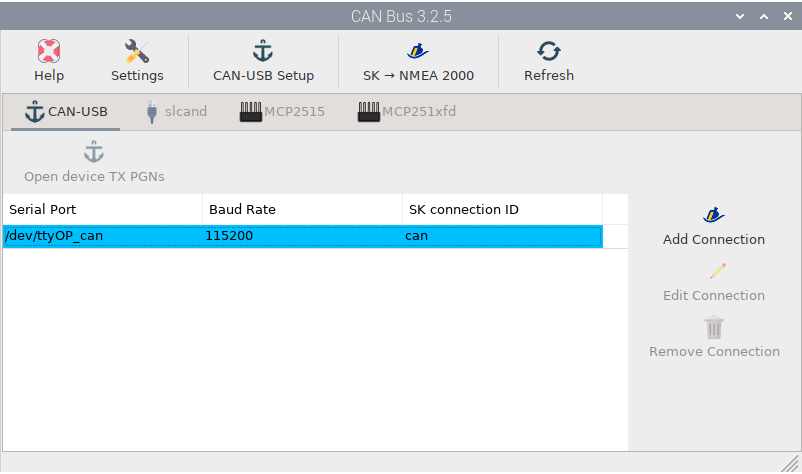 CAN Bus 3.2.5
Help Settings CAN-USB Setup SK → NMEA 2000 Refresh
CAN-USB slcand MCP2515 MCP251xfd
Open device TX PGNs
Serial Port Baud Rate SK connection ID
/dev/ttyOP_can 115200 can
Add Connection
Edit Connection
Remove Connection